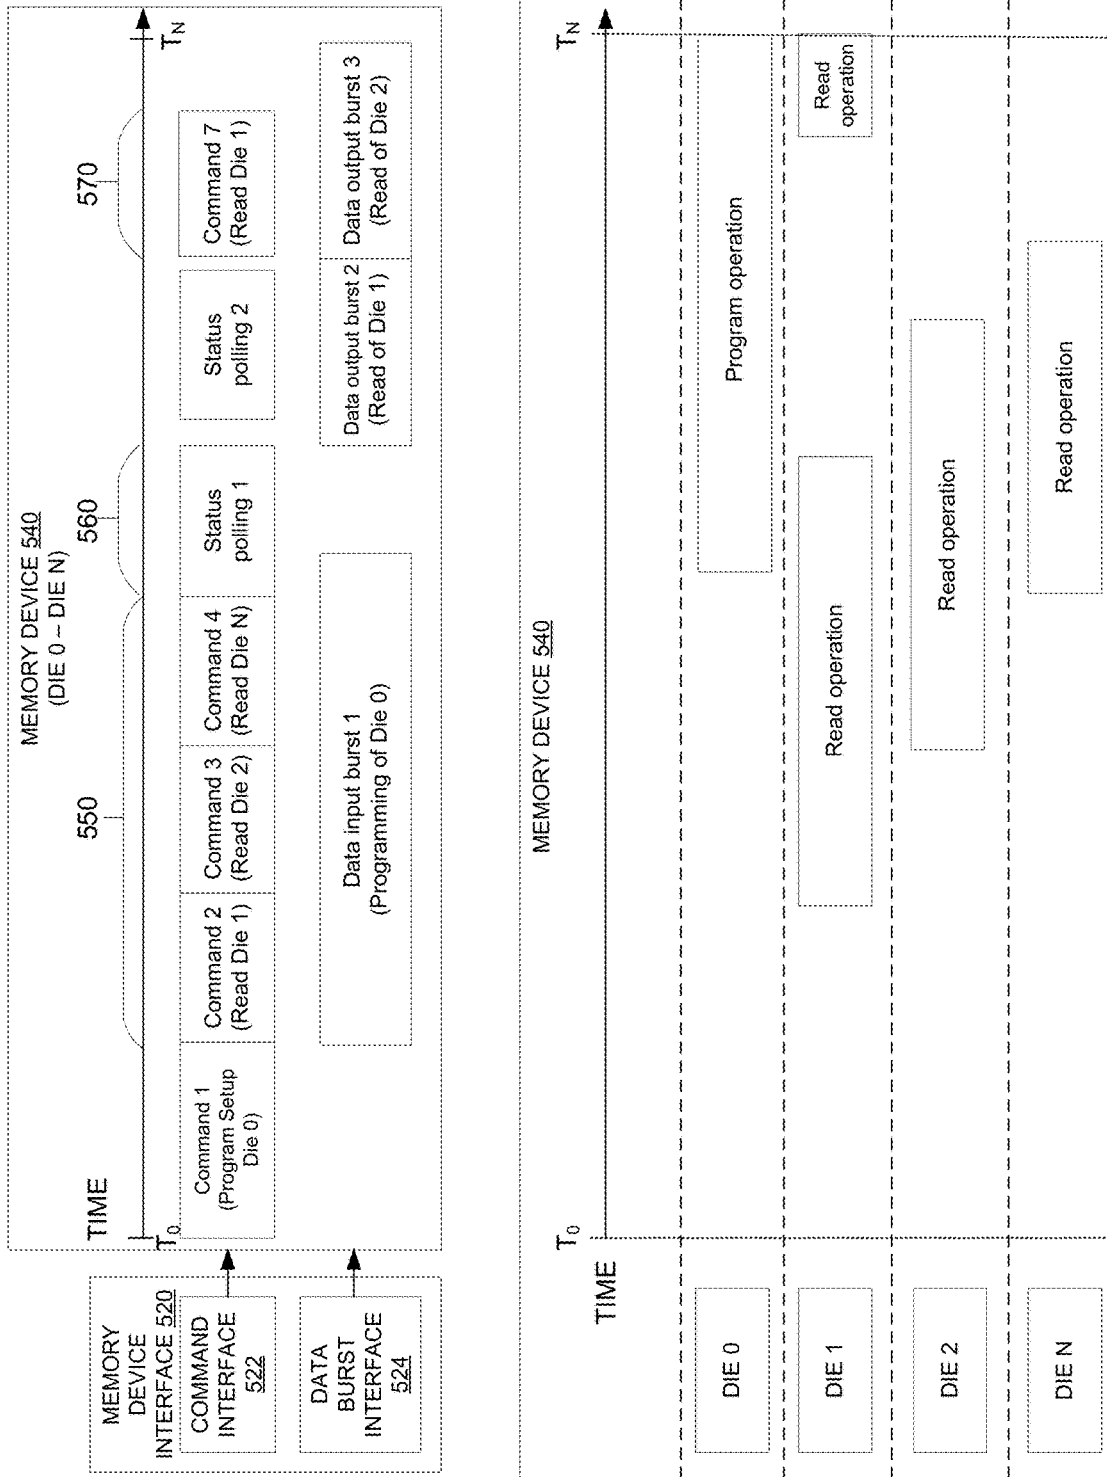 MEMORY DEVICE 540
(DIE 0 – DIE N)
MEMORY
DEVICE
INTERFACE 520
COMMAND
INTERFACE
522
DATA
BURST
INTERFACE
524
TIME
T0
550
560
570
TN
Command 1
(Program Setup
Die 0)
Command 2
(Read Die 1)
Command 3
(Read Die 2)
Command 4
(Read Die N)
Status
polling 1
Status
polling 2
Command 7
(Read Die 1)
Data input burst 1
(Programming of Die 0)
Data output burst 2
(Read of Die 1)
Data output burst 3
(Read of Die 2)
MEMORY DEVICE 540
TIME
T0
TN
DIE 0
Program operation
DIE 1
Read operation
Read
operation
DIE 2
Read operation
DIE N
Read operation